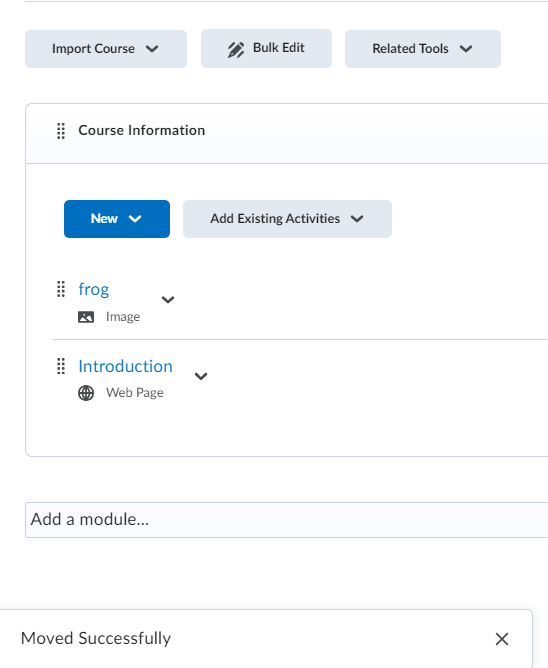 Import Course
Bulk Edit
Related Tools
Course Information
New
Add Existing Activities
frog
Image
Introduction
Web Page
Add a module...
Moved Successfully